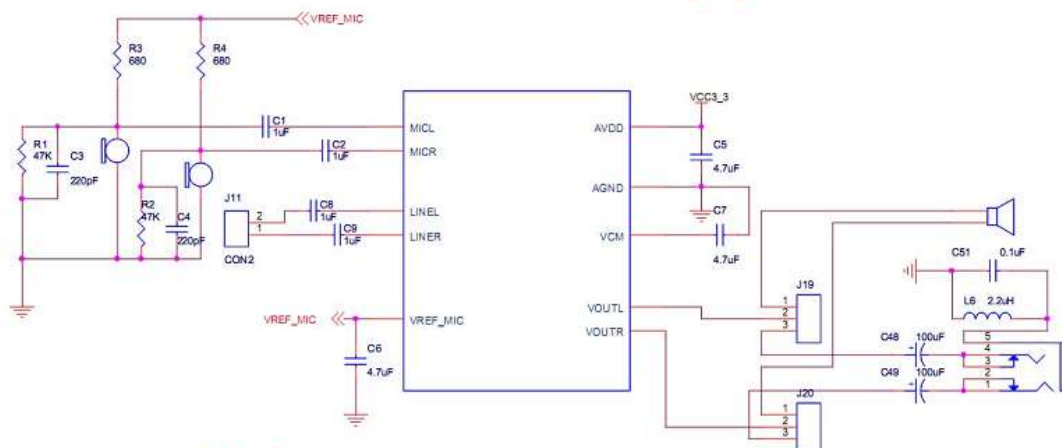 VREF_MIC
R3
680
R4
680
VCC3_3
C1
1uF
MICL
AVDD
R1
47K
C3
220pF
C2
1uF
MICR
C5
4.7uF
J11
2
1
CON2
C8
1uF
LINEL
AGND
R2
47K
C4
220pF
C9
1uF
LINER
VCM
C7
4.7uF
C51
0.1uF
J19
1
2
3
L6
2.2uH
VREF_MIC
VREF_MIC
VOUTL
VOUTR
C6
4.7uF
C48
100uF
5
4
3
2
1
C49
100uF
J20
1
2
3